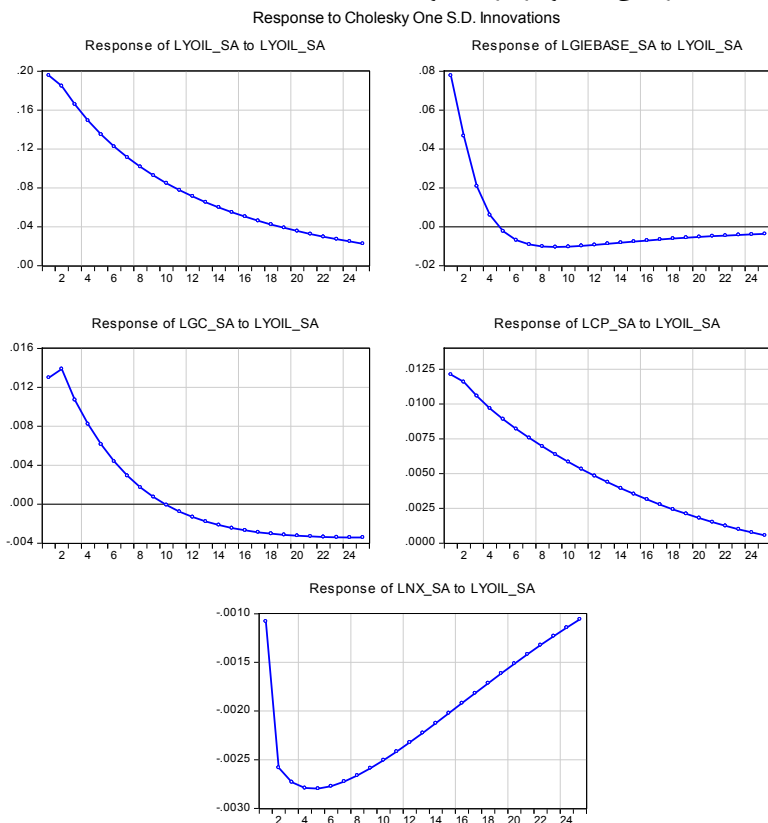 Response to Cholesky One S.D. Innovations
Response of LYOIL_SA to LYOIL_SA
.20
.16
.12
.08
.04
.00
2 4 6 8 10 12 14 16 18 20 22 24
Response of LGIEBASE_SA to LYOIL_SA
.08
.06
.04
.02
.00
-.02
2 4 6 8 10 12 14 16 18 20 22 24
Response of LGC_SA to LYOIL_SA
.016
.012
.008
.004
.000
-.004
2 4 6 8 10 12 14 16 18 20 22 24
Response of LCP_SA to LYOIL_SA
.0125
.0100
.0075
.0050
.0025
.0000
2 4 6 8 10 12 14 16 18 20 22 24
Response of LNX_SA to LYOIL_SA
-.0010
-.0015
-.0020
-.0025
-.0030
2 4 6 8 10 12 14 16 18 20 22 24